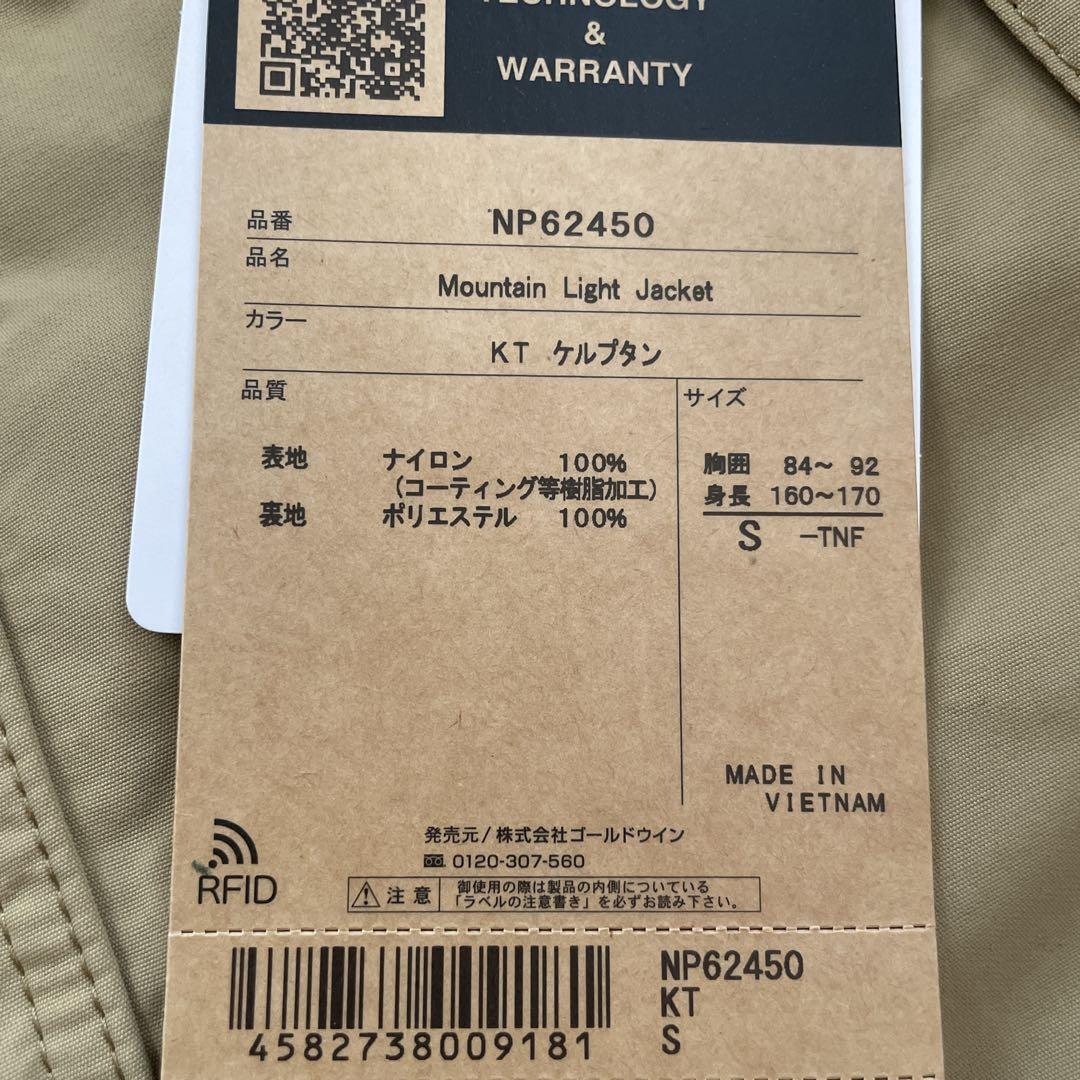 TECHNOLOGY
&
WARRANTY
品番 NP62450
品名
Mountain Light Jacket
カラー
KT ケルプタン
品質
サイズ
表地 ナイロン 100%
(コーティング等樹脂加工)
裏地 ポリエステル 100%
胸囲 84~ 92
身長 160~170
S -TNF
MADE IN
VIETNAM
発売元/株式会社ゴールドウイン
0120-307-560
RFID
注意
御使用の際は製品の内側についている
「ラベルの注意書き」を必ずお読み下さい。
4582738009181
NP62450
KT
S